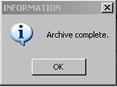 INFORMATION
Archive complete.
OK